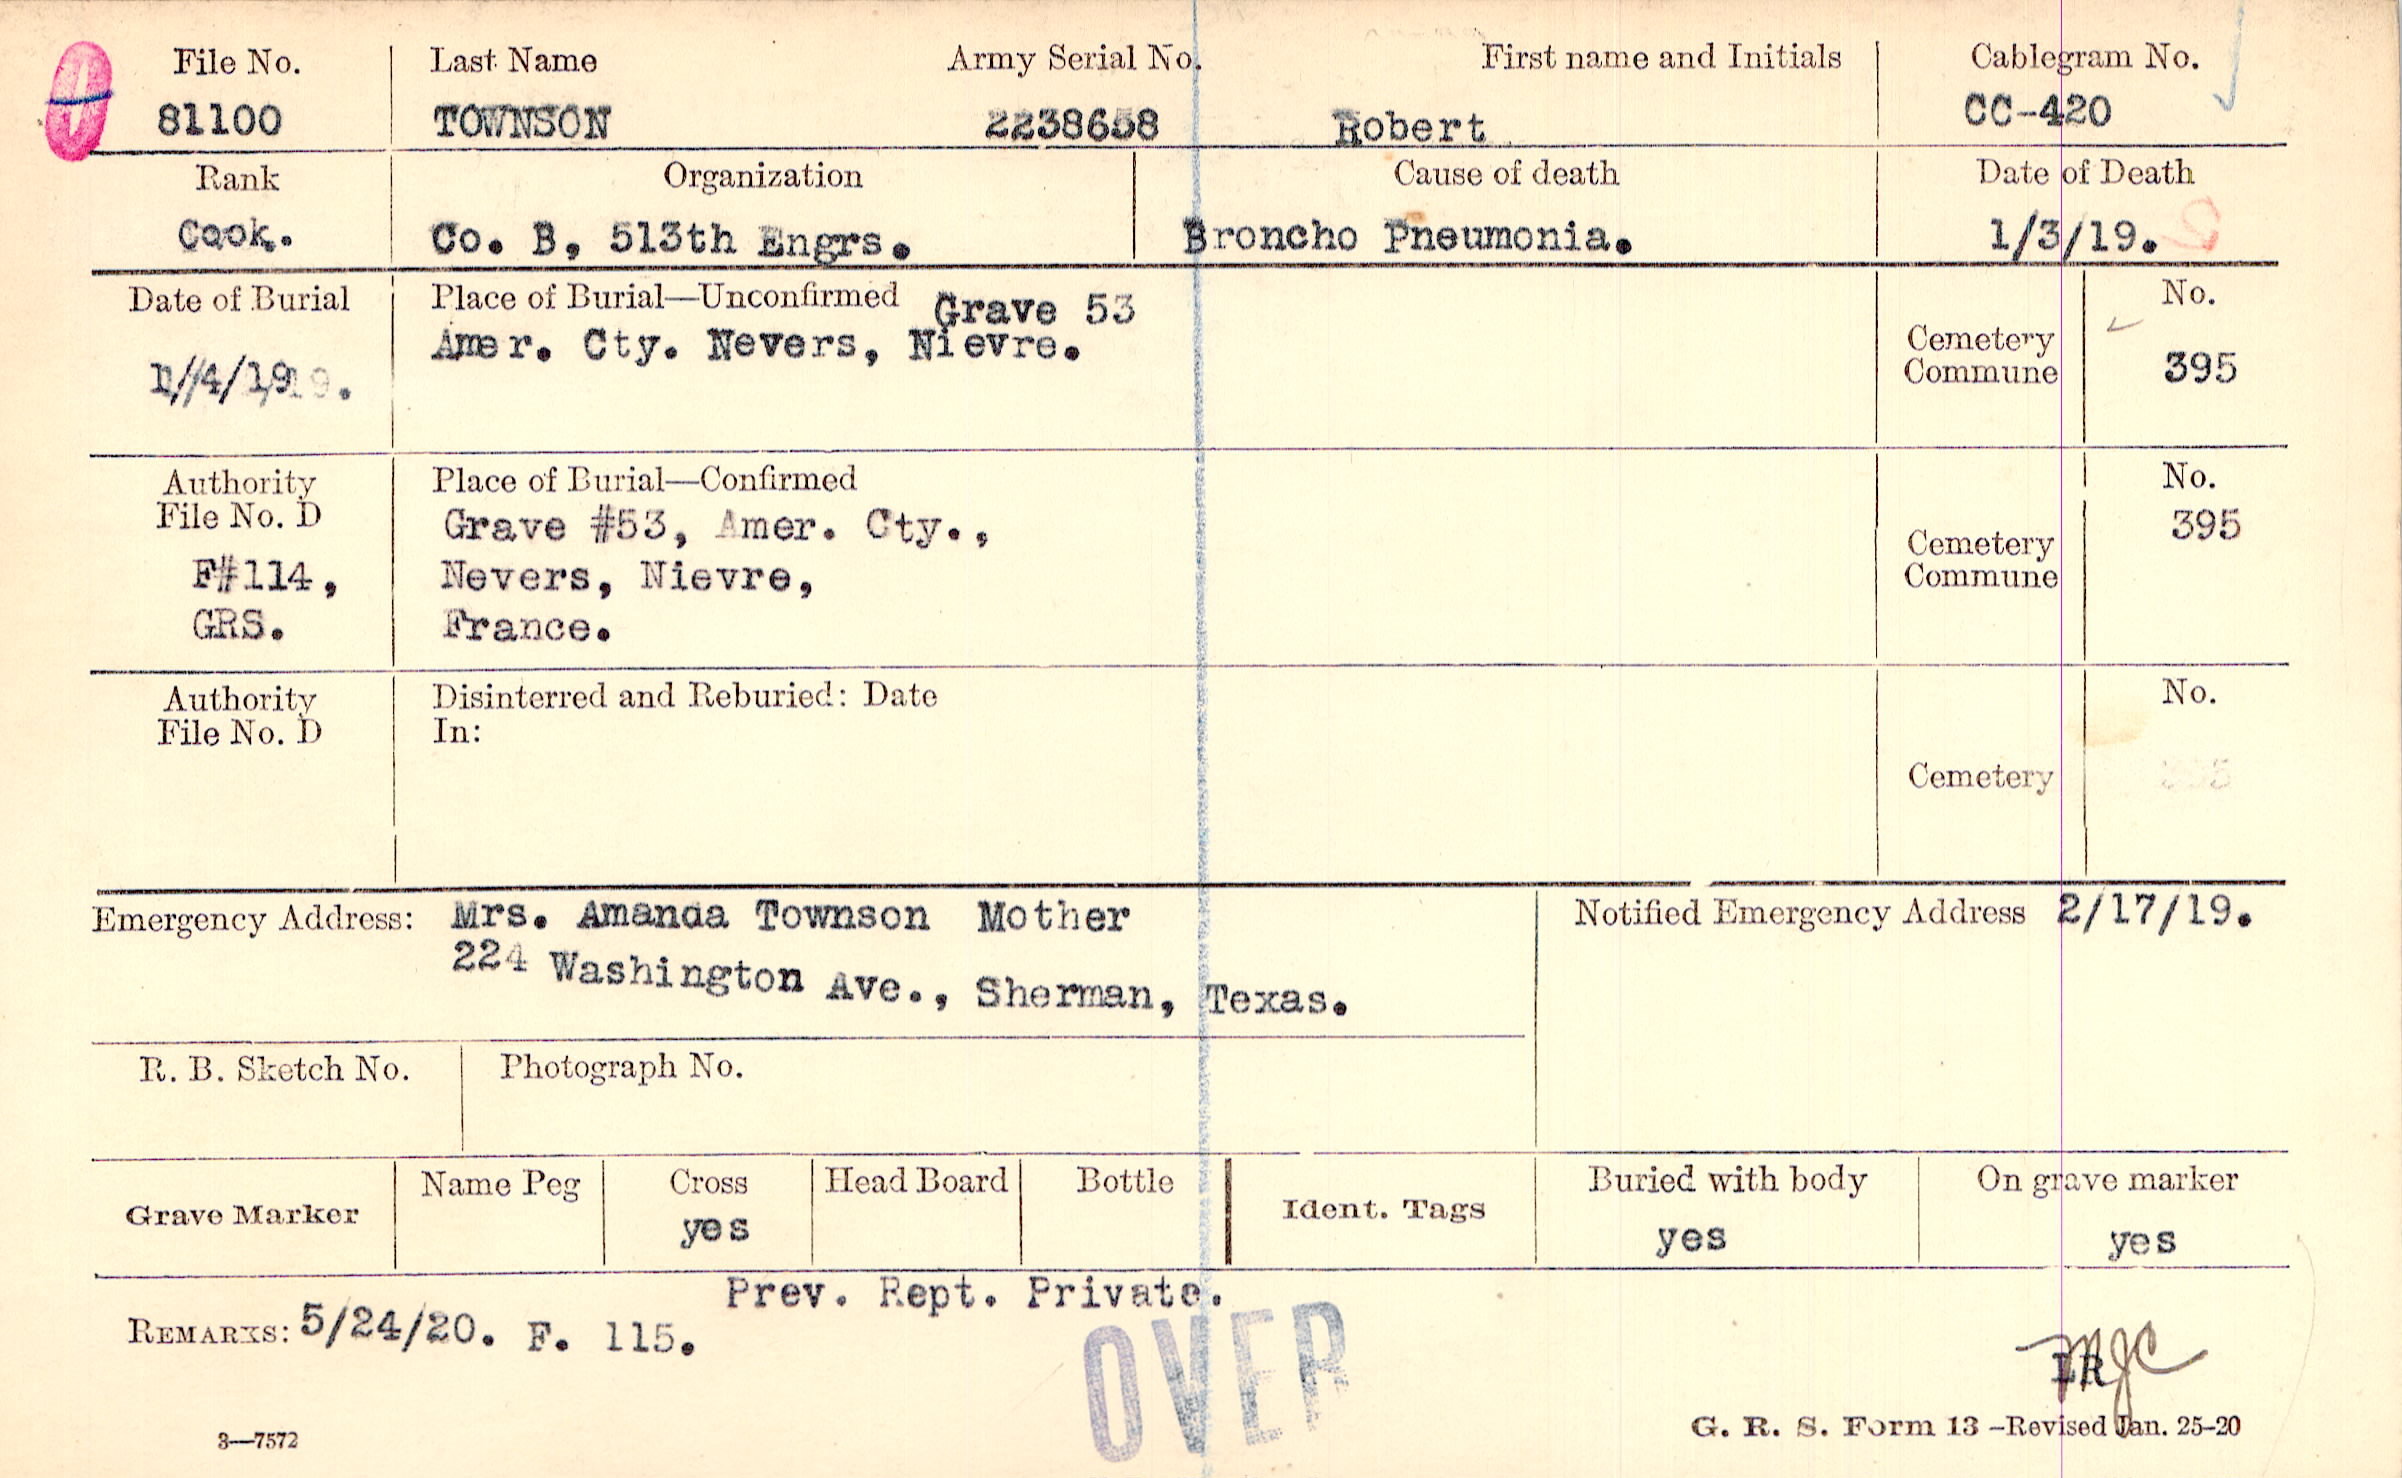 File No. Last Name Army Serial No. First name and Initials Cablegram No.
81100 TOWNSON 2238658 Robert CC-420
Rank Organization Cause of death Date of Death
Cook. Co. B, 513th Engrs. Broncho Pneumonia. 1/3/19.
Date of Burial Place of Burial—Unconfirmed Grave 53 No.
Amer. Cty. Nevers, Nievre. Cemetery
1/4/19. Commune 395
Authority Place of Burial—Confirmed No.
File No. D Grave #53, Amer. Cty., 395
F#114, Nevers, Nievre, Cemetery Commune
GRS. France.
Authority Disinterred and Reburied: Date No.
File No. D In:
Cemetery
Emergency Address: Mrs. Amanda Townson Mother Notified Emergency Address 2/17/19.
224 Washington Ave., Sherman, Texas.
R. B. Sketch No. Photograph No.
Name Peg Cross Head Board Bottle Buried with body On grave marker
Grave Marker yes Ident. Tags yes yes
Prev. Rept. Private.
REMARKS: 5/24/20. F. 115.
OVER
3—7572 G. R. S. Form 13 -Revised Jan. 25-20